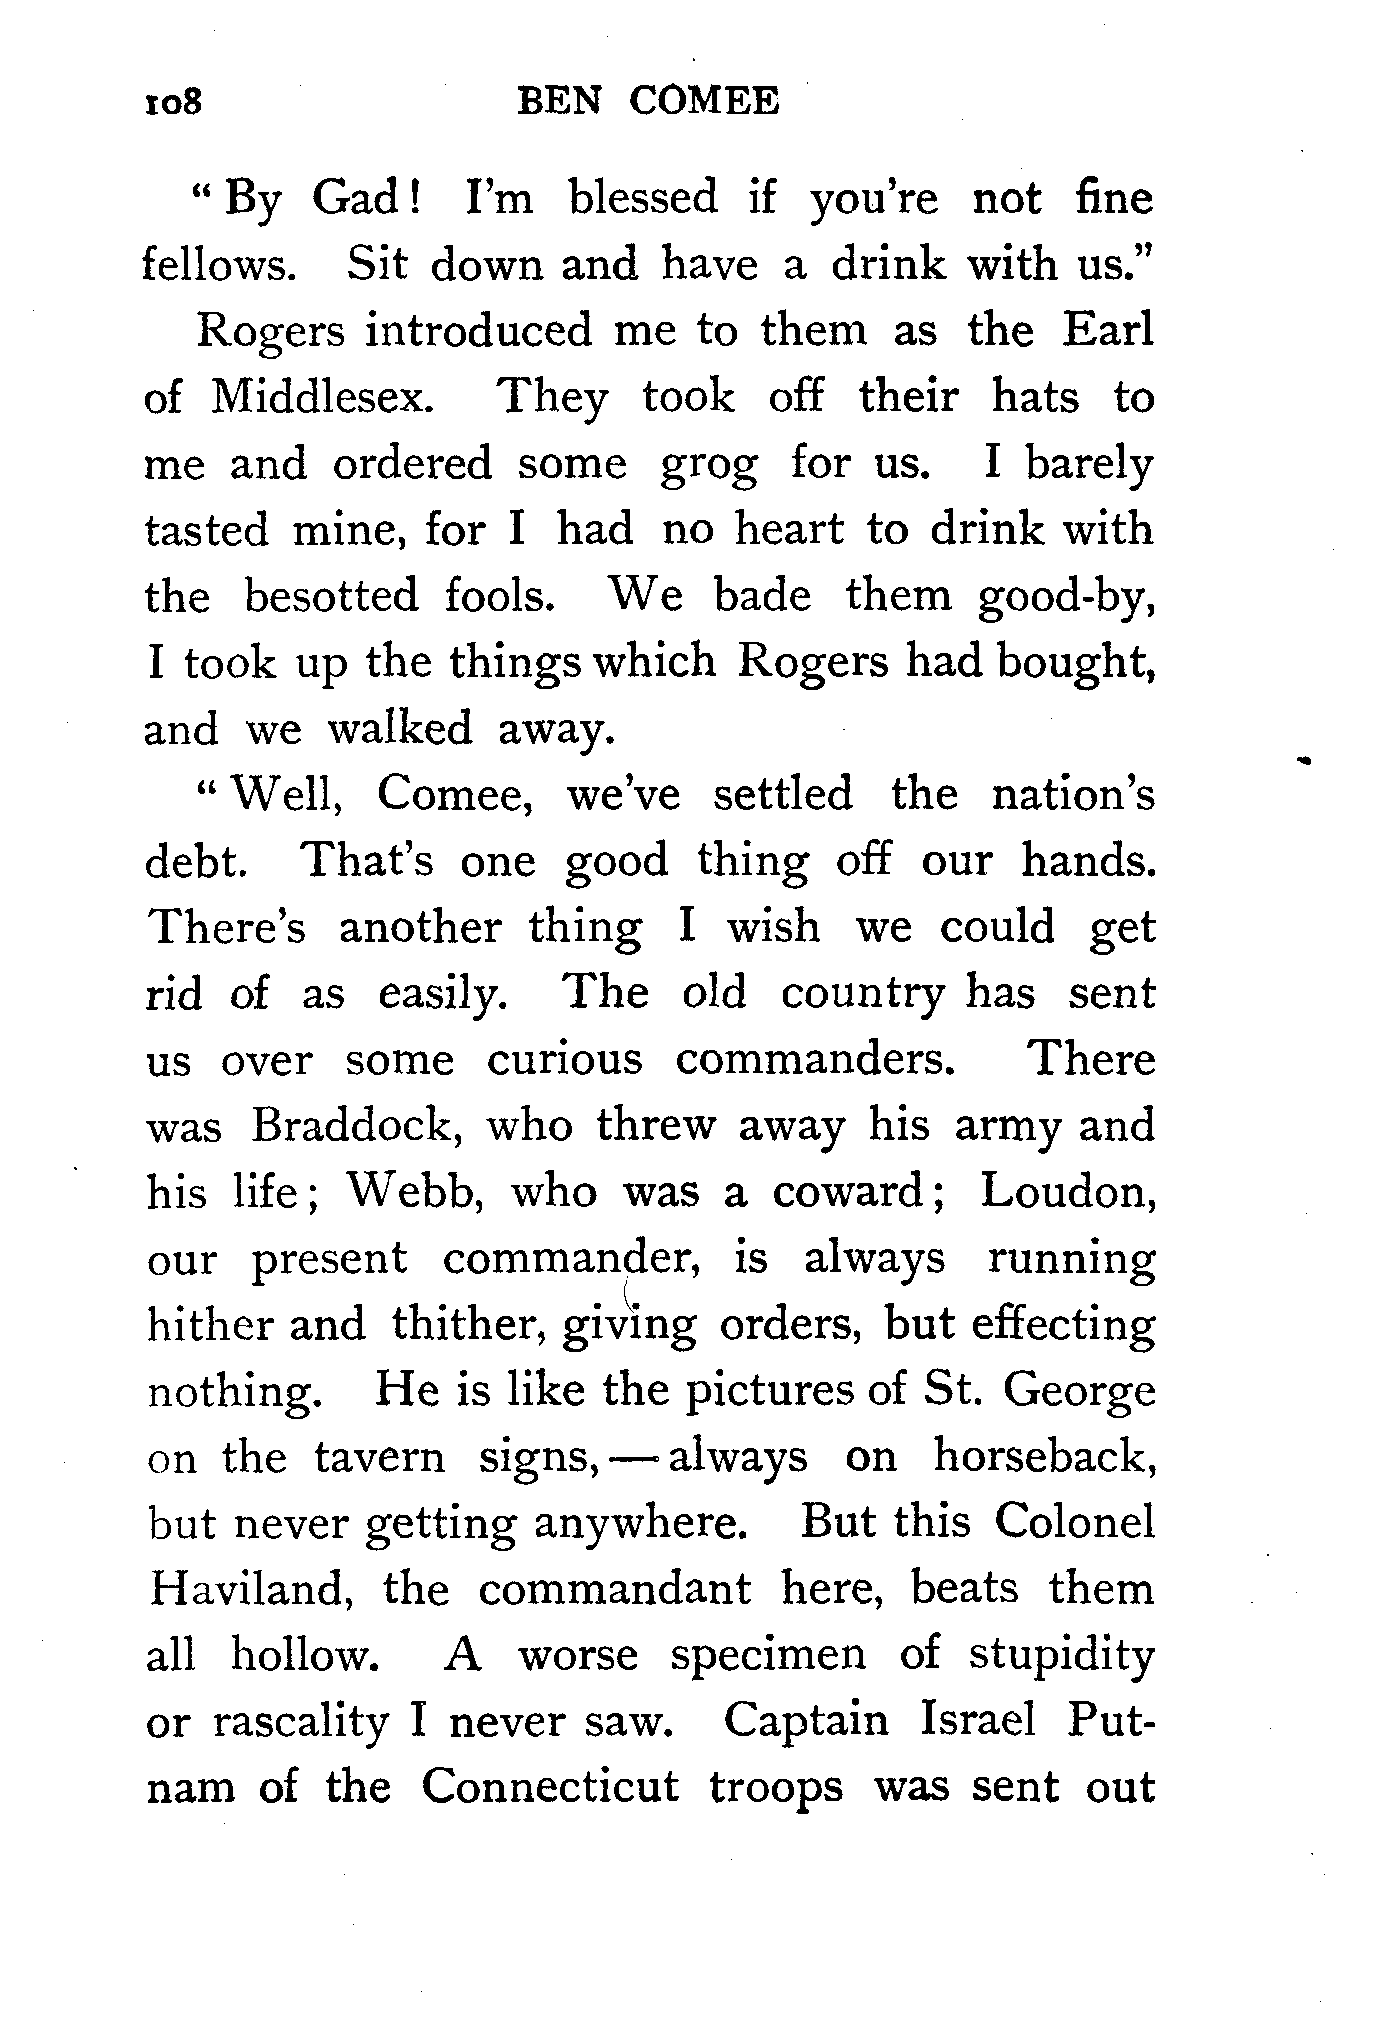 108 BEN COMEE
" By Gad! I'm blessed if you're not fine
fellows. Sit down and have a drink with us."
Rogers introduced me to them as the Earl
of Middlesex. They took off their hats to
me and ordered some grog for us. I barely
tasted mine, for I had no heart to drink with
the besotted fools. We bade them good-by,
I took up the things which Rogers had bought,
and we walked away.
" Well, Comee, we've settled the nation's
debt. That's one good thing off our hands.
There's another thing I wish we could get
rid of as easily. The old country has sent
us over some curious commanders. There
was Braddock, who threw away his army and
his life; Webb, who was a coward; Loudon,
our present commander, is always running
hither and thither, giving orders, but effecting
nothing. He is like the pictures of St. George
on the tavern signs,—always on horseback,
but never getting anywhere. But this Colonel
Haviland, the commandant here, beats them
all hollow. A worse specimen of stupidity
or rascality I never saw. Captain Israel Put-
nam of the Connecticut troops was sent out